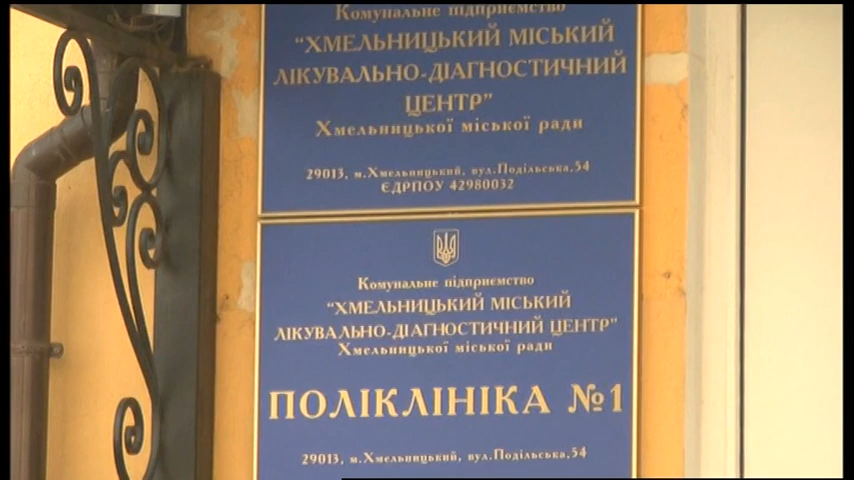 Комунальне підприємство
"ХМЕЛЬНИЦЬКИЙ МІСЬКИЙ
ЛІКУВАЛЬНО-ДІАГНОСТИЧНИЙ
ЦЕНТР"
Хмельницької міської ради
29013, м.Хмельницький, вул.Подільська,54
ЄДРПОУ 42980032
Комунальне підприємство
"ХМЕЛЬНИЦЬКИЙ МІСЬКИЙ
ЛІКУВАЛЬНО-ДІАГНОСТИЧНИЙ ЦЕНТР"
Хмельницької міської ради
ПОЛІКЛІНІКА №1
29013, м.Хмельницький, вул.Подільська,54